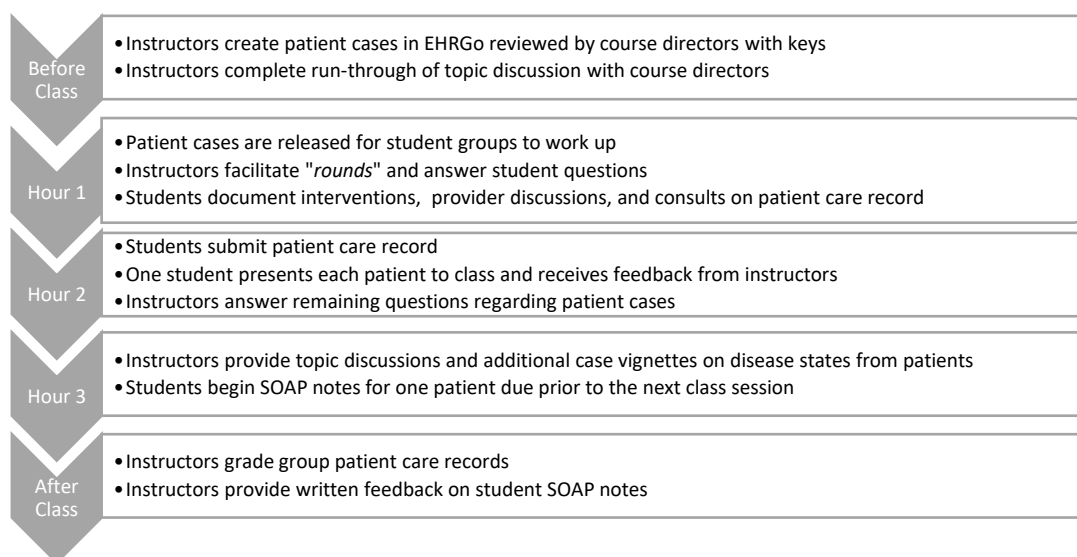 Before
Class
•Instructors create patient cases in EHRGo reviewed by course directors with keys
•Instructors complete run-through of topic discussion with course directors
Hour 1
•Patient cases are released for student groups to work up
•Instructors facilitate "rounds" and answer student questions
•Students document interventions,  provider discussions, and consults on patient care record
Hour 2
•Students submit patient care record
•One student presents each patient to class and receives feedback from instructors
•Instructors answer remaining questions regarding patient cases
Hour 3
•Instructors provide topic discussions and additional case vignettes on disease states from patients
•Students begin SOAP notes for one patient due prior to the next class session
After
Class
•Instructors grade group patient care records
•Instructors provide written feedback on student SOAP notes